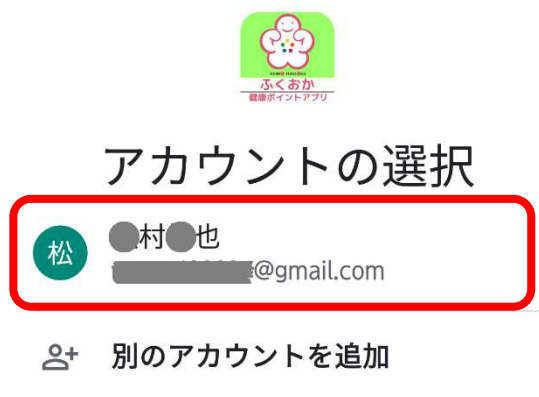 ふくおか
健康ポイントアプリ
アカウントの選択
松
村 也
@gmail.com
別のアカウントを追加